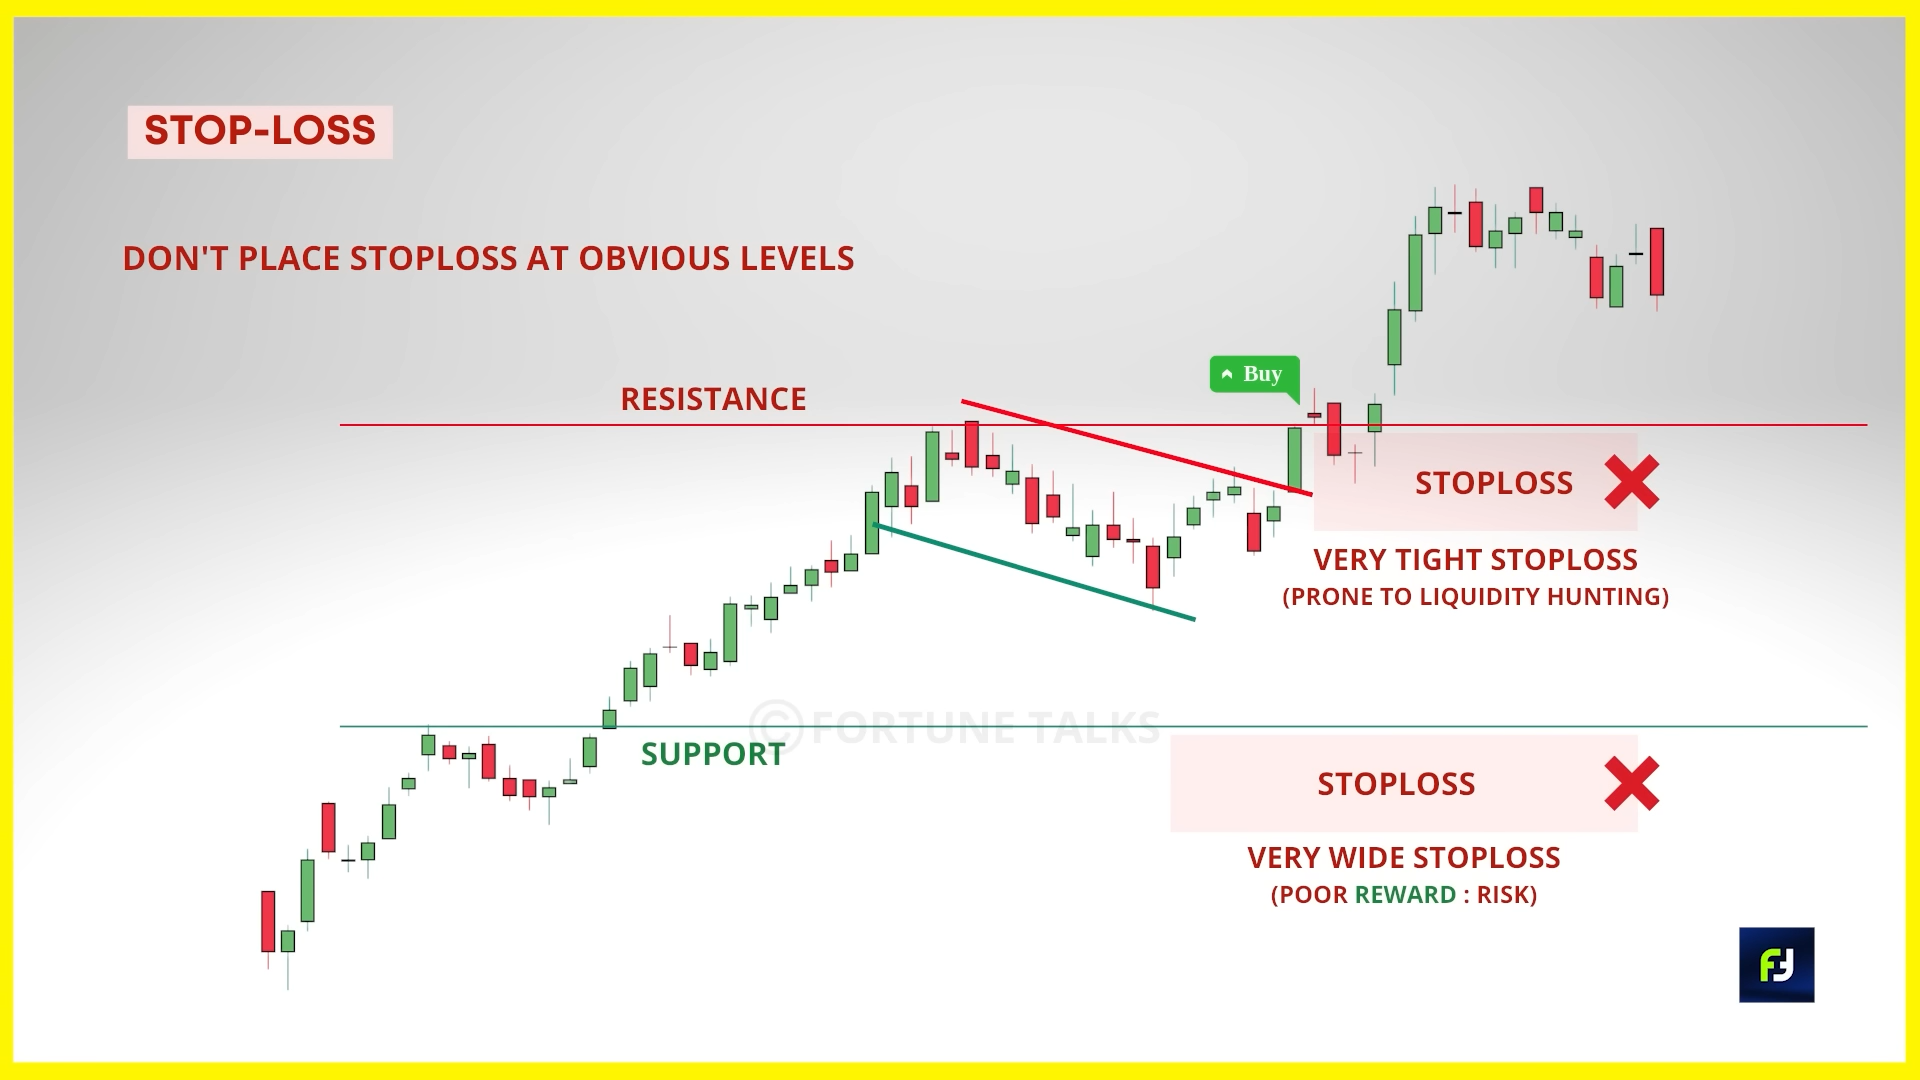 STOP-LOSS
DON'T PLACE STOPLOSS AT OBVIOUS LEVELS
Buy
RESISTANCE
STOPLOSS
VERY TIGHT STOPLOSS
(PRONE TO LIQUIDITY HUNTING)
© FORTUNE TALKS
SUPPORT
STOPLOSS
VERY WIDE STOPLOSS
(POOR REWARD : RISK)